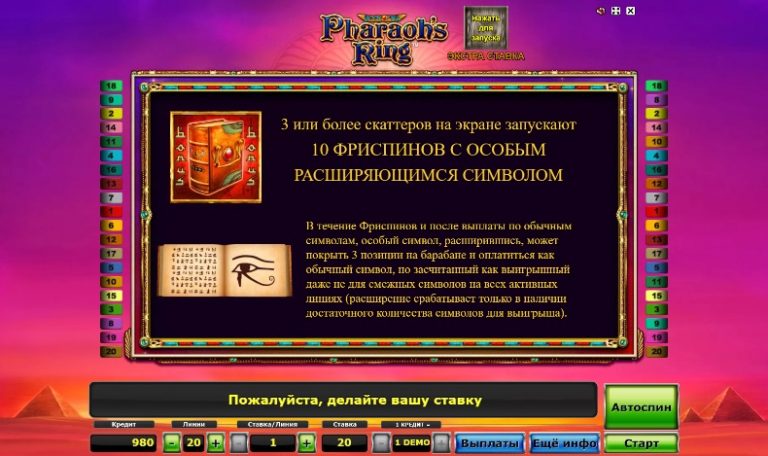 Pharaoh's
Ring
нажать
для
запуска
ЭКСТРА СТАВКА
3 или более скаттеров на экране запускают
10 ФРИСПИНОВ С ОСОБЫМ
РАСШИРЯЮЩИМСЯ СИМВОЛОМ
В течение Фриспинов и после выплаты по обычным
символам, особый символ, расширившись, может
покрыть 3 позиции на барабане и оплатиться как
обычный символ, но засчитанный как выигрышный
даже не для смежных символов на всех активных
линиях (расширение срабатывает только в наличии
достаточного количества символов для выигрыша).
18 18
9 8
2 2
14 14
11 11
4 4
16 16
13 12
7 7
1 1
6 6
12 13
17 17
5 5
10 10
15 15
3 3
8 9
19 19
20 20
Пожалуйста, делайте вашу ставку
Автоспин
Кредит Линии Ставка/Линия Ставка 1 КРЕДИТ =
980 - 20 + - 1 + 20 - 1 DEMO + Выплаты Ещё инфо Старт